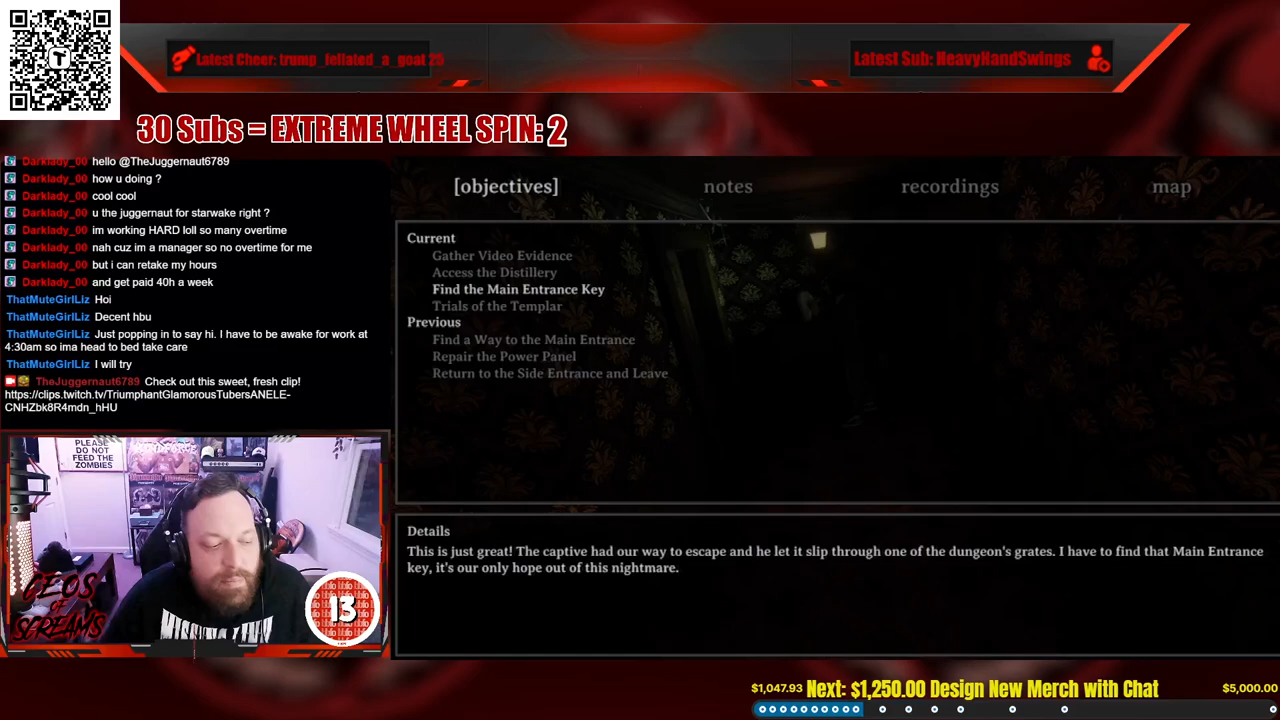 Latest Cheer: trump_follated_a_goat 25
Latest Sub: HeavyHandSwings
30 Subs = EXTREME WHEEL SPIN: 2
Darklady_00 hello @TheJuggernaut6789
Darklady_00 how u doing ?
Darklady_00 cool cool
Darklady_00 u the juggernaut for starwake right ?
Darklady_00 im working HARD loll so many overtime
Darklady_00 nah cuz im a manager so no overtime for me
Darklady_00 but i can retake my hours
Darklady_00 and get paid 40h a week
ThatMuteGirlLiz Hoi
ThatMuteGirlLiz Decent hbu
ThatMuteGirlLiz Just popping in to say hi. I have to be awake for work at
4:30am so ima head to bed take care
ThatMuteGirlLiz I will try
TheJuggernaut6789 Check out this sweet, fresh clip!
https://clips.twitch.tv/TriumphantGlamorousTubersANELE-
CNHZbk8R4mdn_hHU
[objectives] notes recordings map
Current
Gather Video Evidence
Access the Distillery
Find the Main Entrance Key
Trials of the Templar
Previous
Find a Way to the Main Entrance
Repair the Power Panel
Return to the Side Entrance and Leave
Details
This is just great! The captive had our way to escape and he let it slip through one of the dungeon's grates. I have to find that Main Entrance
key, it's our only hope out of this nightmare.
PLEASE
DO NOT
FEED THE
ZOMBIES
CEOS
OF
SCREAMS
13
$1,047.93 Next: $1,250.00 Design New Merch with Chat $5,000.00